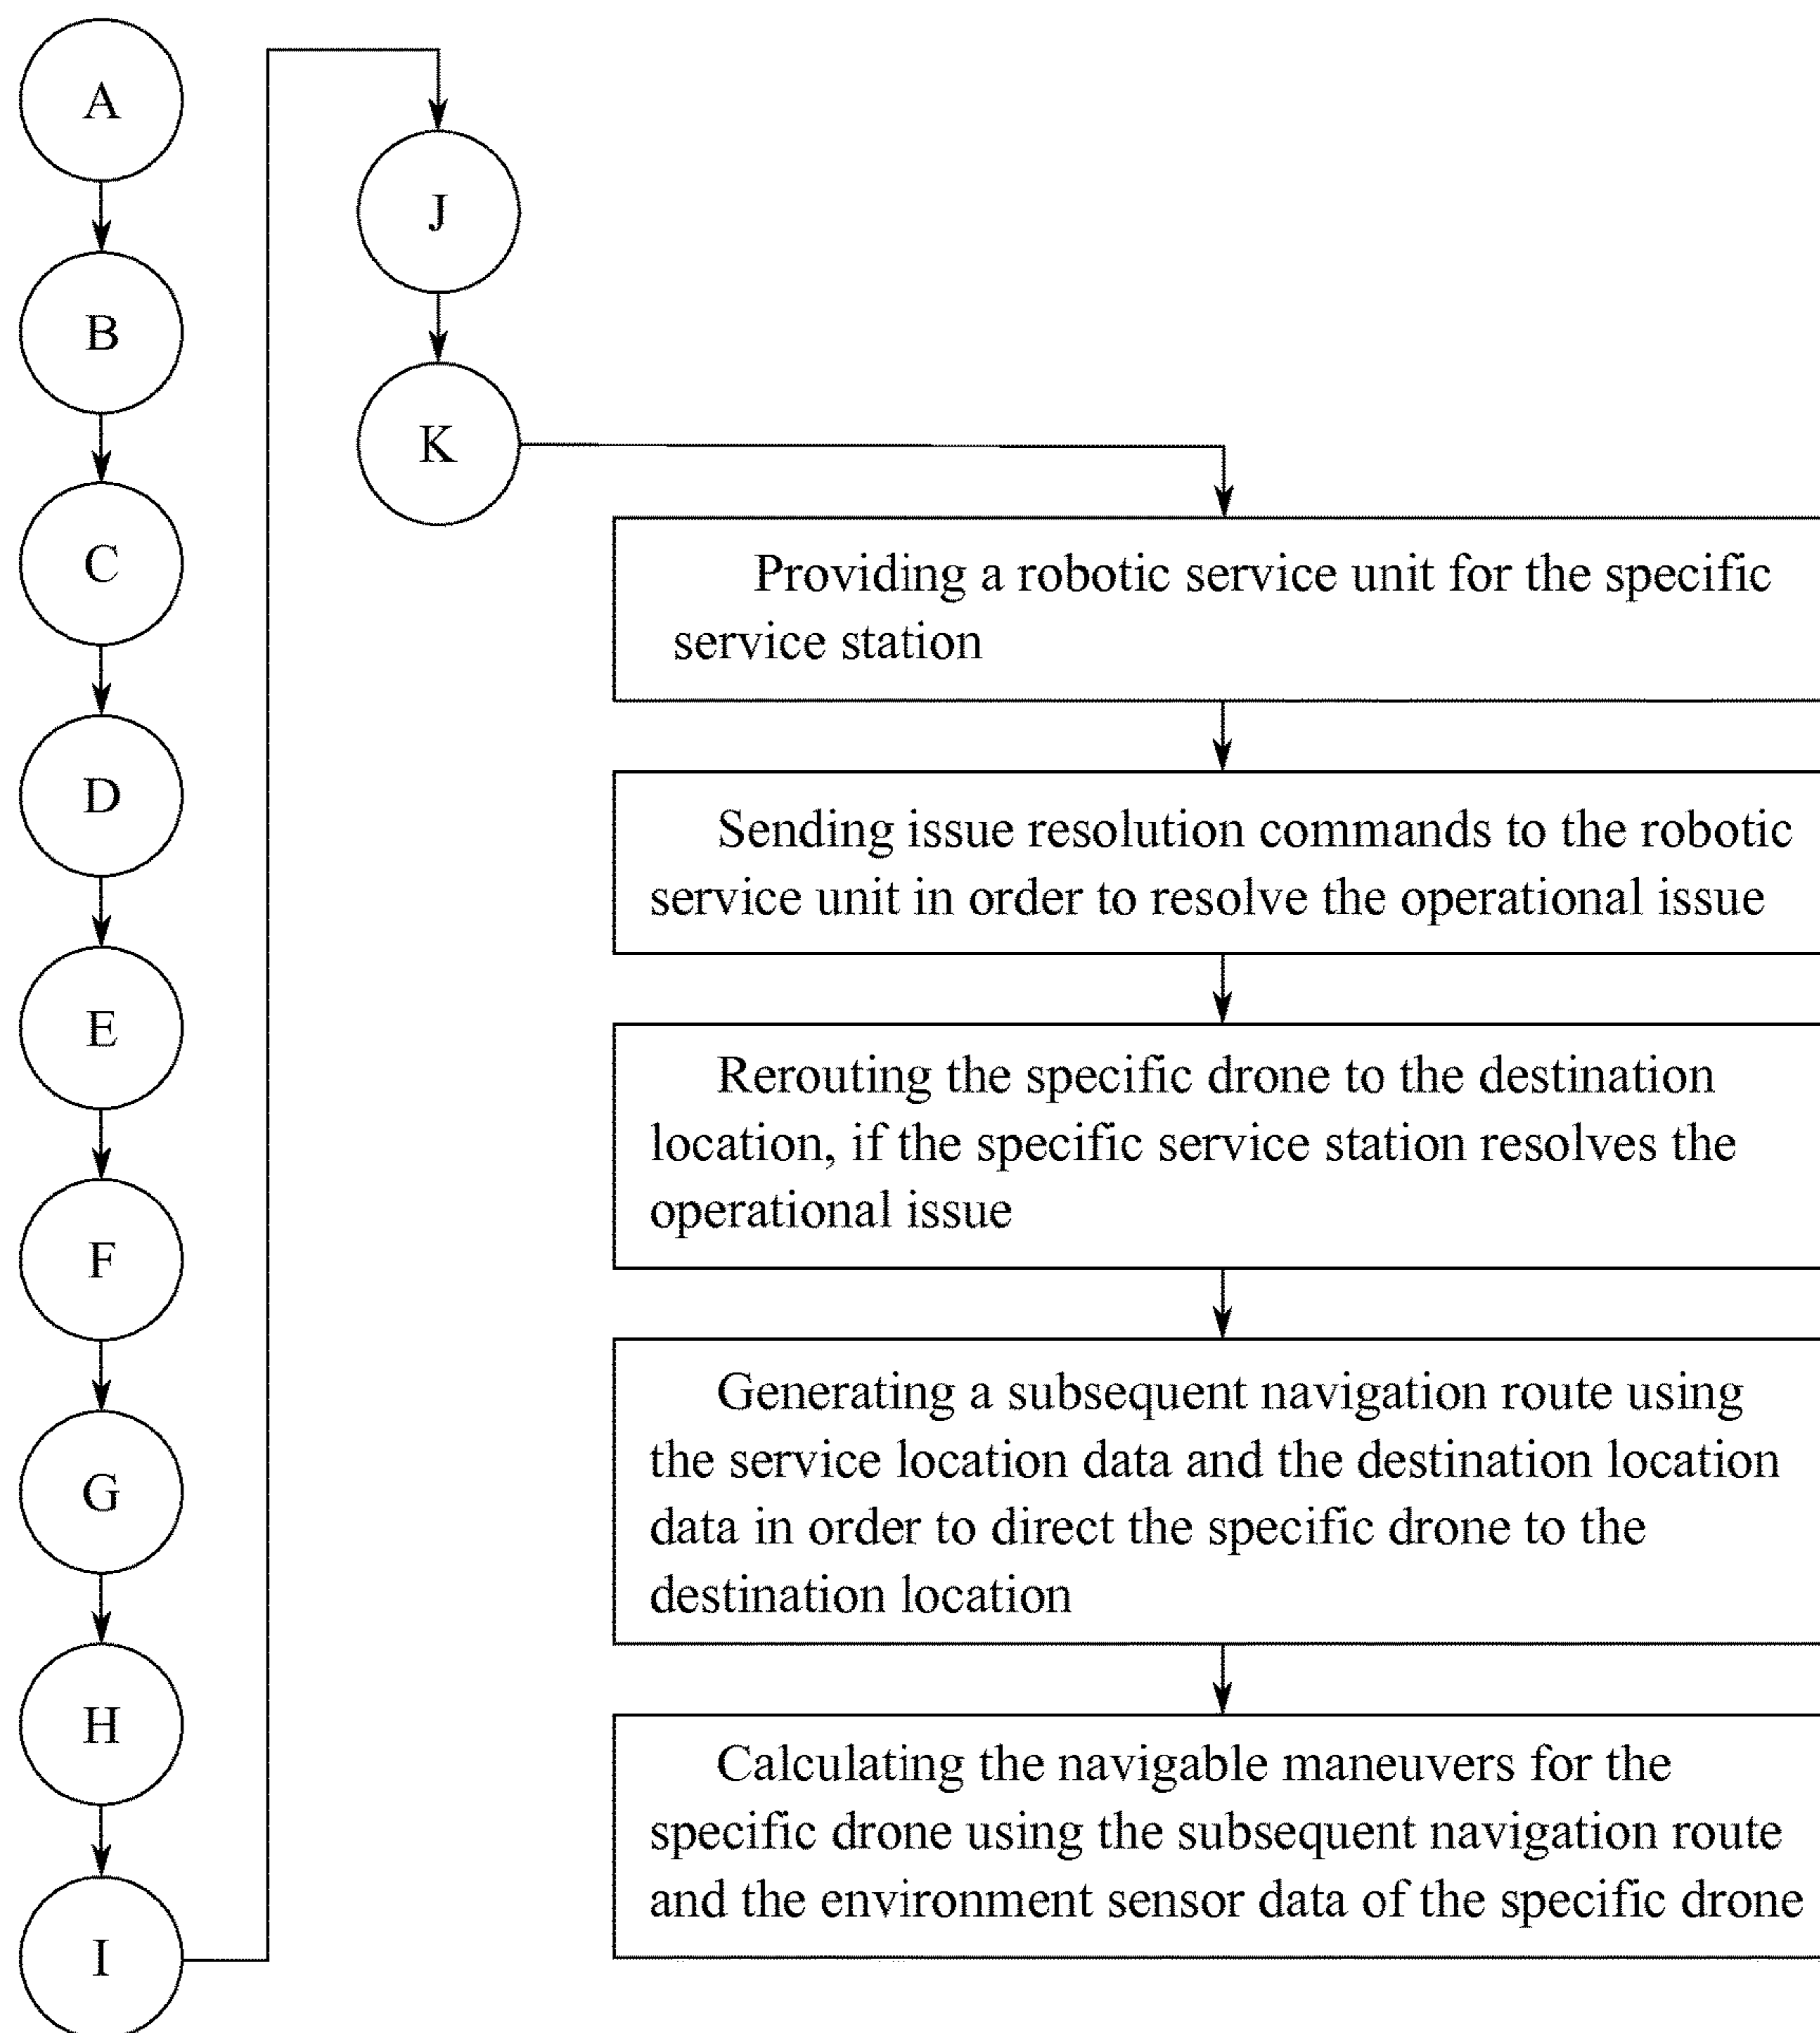 A
B
C
D
E
F
G
H
I
J
K
Providing a robotic service unit for the specific
service station
Sending issue resolution commands to the robotic
service unit in order to resolve the operational issue
Rerouting the specific drone to the destination
location, if the specific service station resolves the
operational issue
Generating a subsequent navigation route using
the service location data and the destination location
data in order to direct the specific drone to the
destination location
Calculating the navigable maneuvers for the
specific drone using the subsequent navigation route
and the environment sensor data of the specific drone